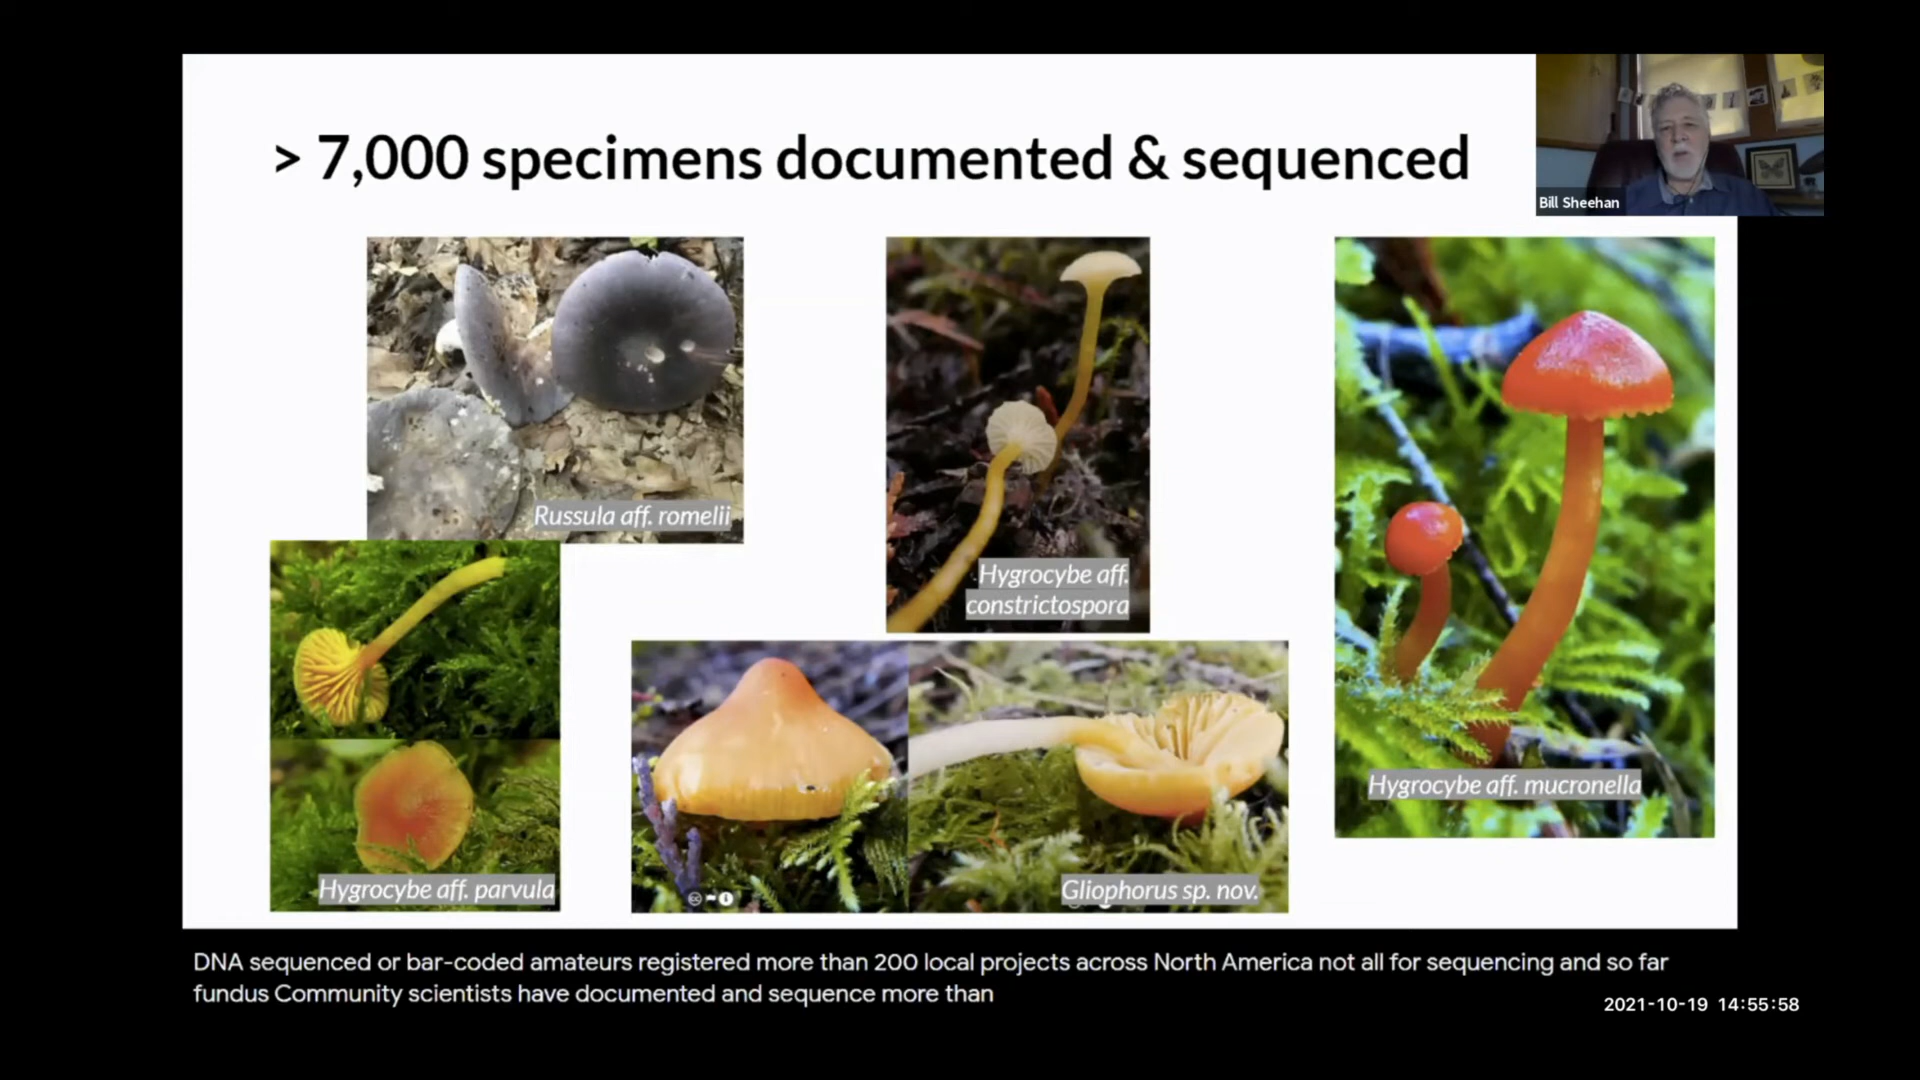 > 7,000 specimens documented & sequenced
Bill Sheehan
Russula aff. romelii
Hygrocybe aff.
constrictospora
Hygrocybe aff. mucronella
Hygrocybe aff. parvula
Gliophorus sp. nov.
DNA sequenced or bar-coded amateurs registered more than 200 local projects across North America not all for sequencing and so far
fundus Community scientists have documented and sequence more than
2021-10-19 14:55:58